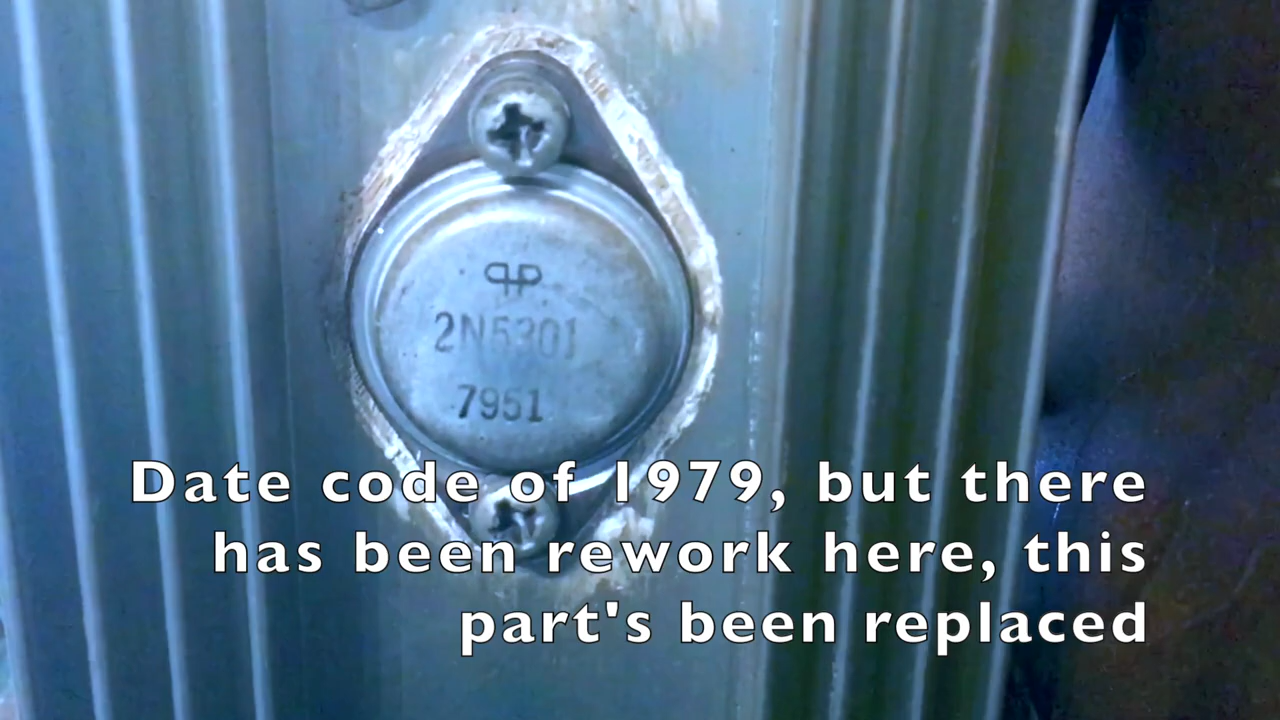 2N5301
7951
Date code of 1979, but there
has been rework here, this
part's been replaced